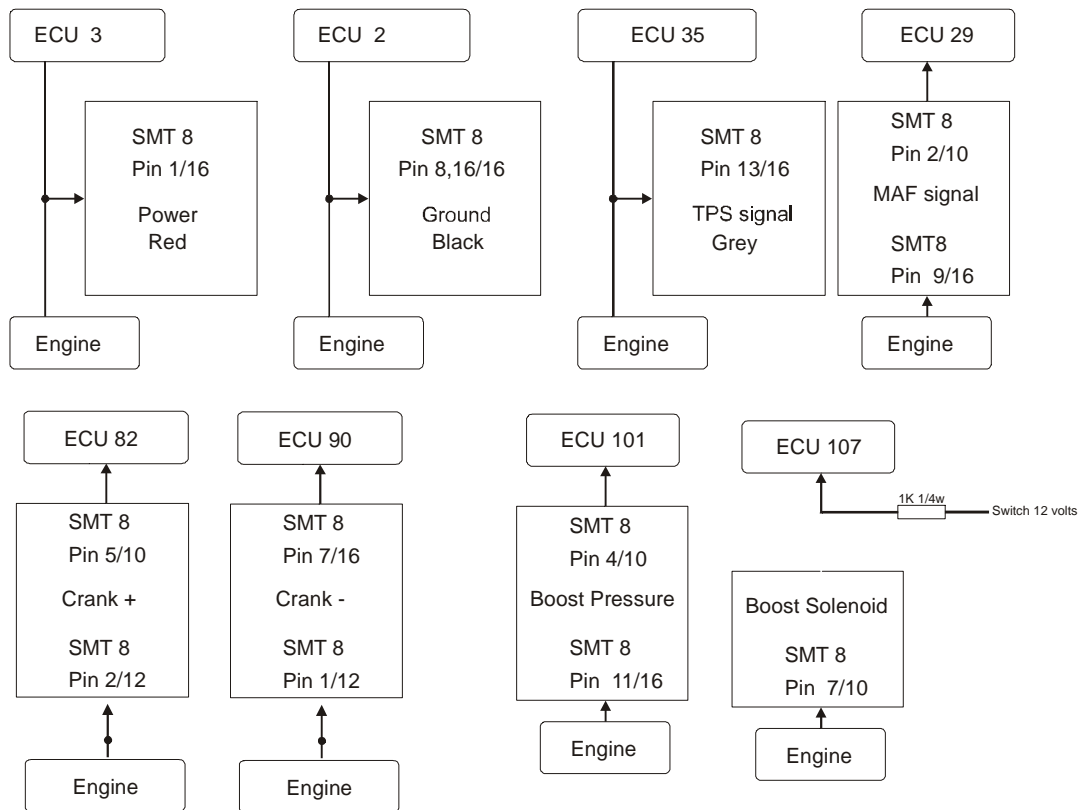 ECU 3
SMT 8
Pin 1/16
Power
Red
Engine
ECU 2
SMT 8
Pin 8,16/16
Ground
Black
Engine
ECU 35
SMT 8
Pin 13/16
TPS signal
Grey
Engine
ECU 29
SMT 8
Pin 2/10
MAF signal
SMT8
Pin 9/16
Engine
ECU 82
SMT 8
Pin 5/10
Crank +
SMT 8
Pin 2/12
Engine
ECU 90
SMT 8
Pin 7/16
Crank -
SMT 8
Pin 1/12
Engine
ECU 101
SMT 8
Pin 4/10
Boost Pressure
SMT 8
Pin 11/16
Engine
ECU 107
1K 1/4w
Switch 12 volts
Boost Solenoid
SMT 8
Pin 7/10
Engine